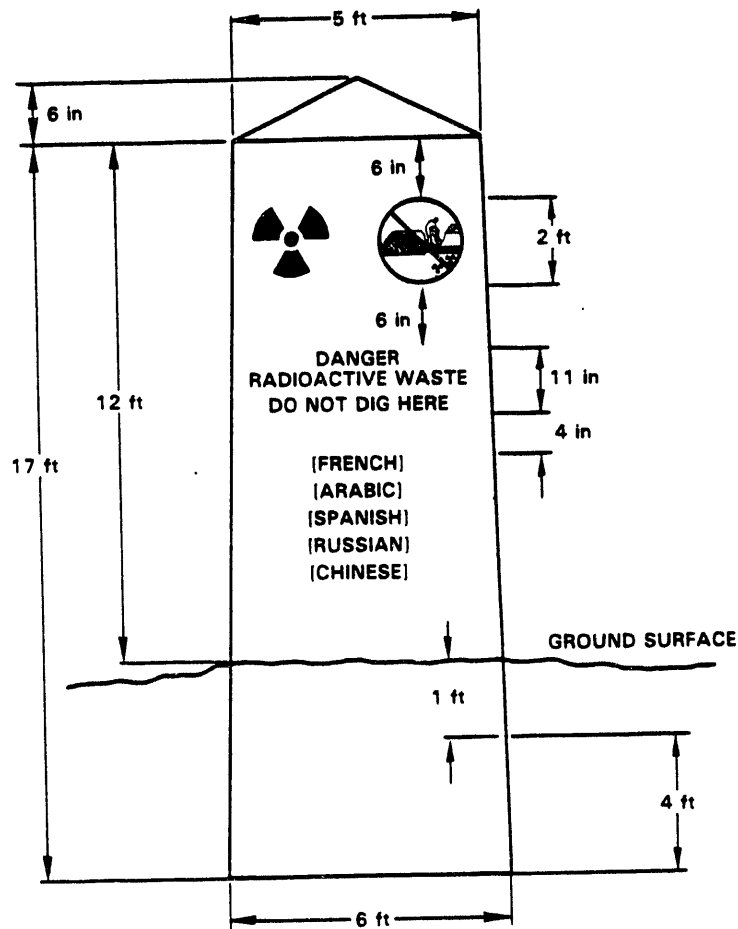 5 ft
6 in
6 in
2 ft
6 in
DANGER
RADIOACTIVE WASTE
DO NOT DIG HERE
11 in
12 ft
4 in
17 ft
[FRENCH]
[ARABIC]
[SPANISH]
[RUSSIAN]
[CHINESE]
GROUND SURFACE
1 ft
4 ft
6 ft